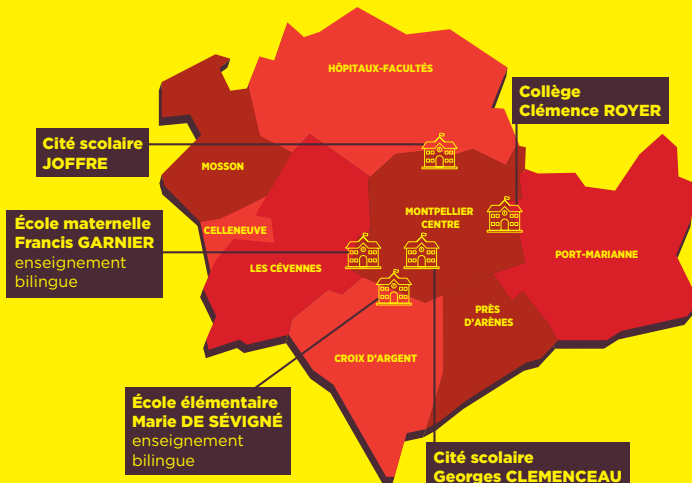 HÔPITAUX-FACULTÉS
Collège
Clémence ROYER
Cité scolaire
JOFFRE
MOSSON
MONTPELLIER
CENTRE
École maternelle
Francis GARNIER
enseignement
bilingue
CELLENEUVE
LES CÉVENNES
PORT-MARIANNE
PRÈS
D'ARÈNES
CROIX D'ARGENT
École élémentaire
Marie DE SÉVIGNÉ
enseignement
bilingue
Cité scolaire
Georges CLEMENCEAU